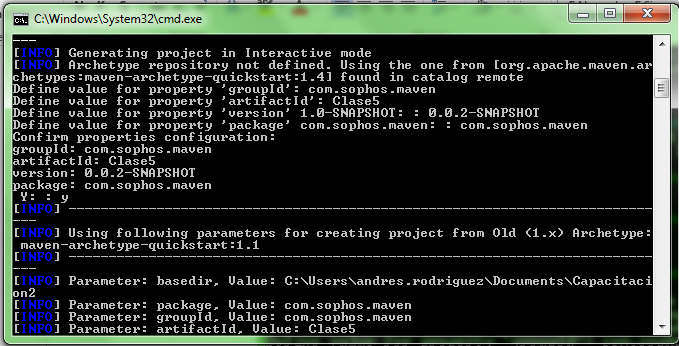 C:\Windows\System32\cmd.exe
---
[INFO] Generating project in Interactive mode
[INFO] Archetype repository not defined. Using the one from [org.apache.maven.ar
chetypes:maven-archetype-quickstart:1.4] found in catalog remote
Define value for property 'groupId': com.sophos.maven
Define value for property 'artifactId': Clase5
Define value for property 'version' 1.0-SNAPSHOT: : 0.0.2-SNAPSHOT
Define value for property 'package' com.sophos.maven: : com.sophos.maven
Confirm properties configuration:
groupId: com.sophos.maven
artifactId: Clase5
version: 0.0.2-SNAPSHOT
package: com.sophos.maven
Y: : y
[INFO] -------------------------------------------------------------------------
---
[INFO] Using following parameters for creating project from Old (1.x) Archetype:
maven-archetype-quickstart:1.1
[INFO] -------------------------------------------------------------------------
---
[INFO] Parameter: basedir, Value: C:\Users\andres.rodriguez\Documents\Capacitaci
on2
[INFO] Parameter: package, Value: com.sophos.maven
[INFO] Parameter: groupId, Value: com.sophos.maven
[INFO] Parameter: artifactId, Value: Clase5